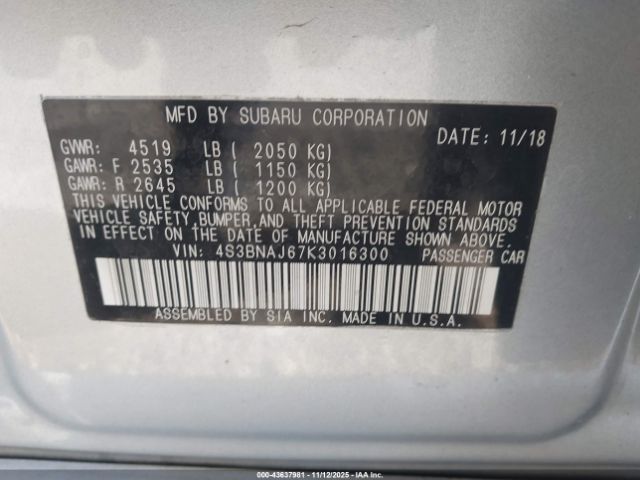 MFD BY SUBARU CORPORATION
DATE: 11/18
GVWR: 4519 LB ( 2050 KG)
GAWR: F 2535 LB ( 1150 KG)
GAWR: R 2645 LB ( 1200 KG)
THIS VEHICLE CONFORMS TO ALL APPLICABLE FEDERAL MOTOR
VEHICLE SAFETY, BUMPER, AND THEFT PREVENTION STANDARDS
IN EFFECT ON THE DATE OF MANUFACTURE SHOWN ABOVE.
VIN: 4S3BNAJ67K3016300 PASSENGER CAR
ASSEMBLED BY SIA INC. MADE IN U.S.A.
000-43637981 - 11/12/2025 - IAAI Inc.